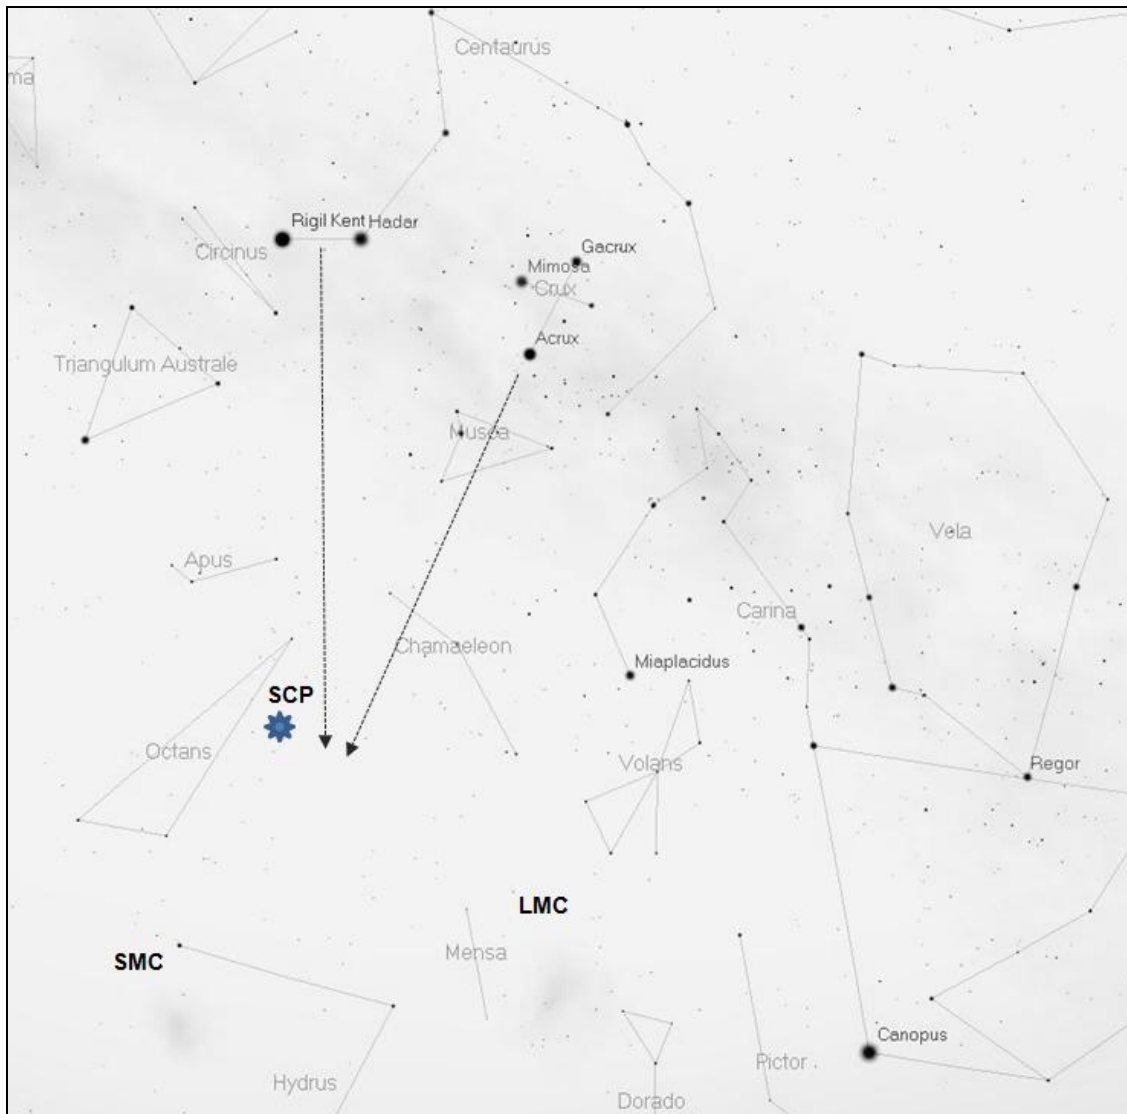 Centaurus
ma
Rigil Kent Hadar
Circinus
Gacrux
Mimosa
Crux
Acrux
Triangulum Australe
Musca
Vela
Apus
Carina
Chamaeleon
Miaplacidus
SCP
Octans
Volans
Regor
LMC
Mensa
SMC
Canopus
Pictor
Hydrus
Dorado